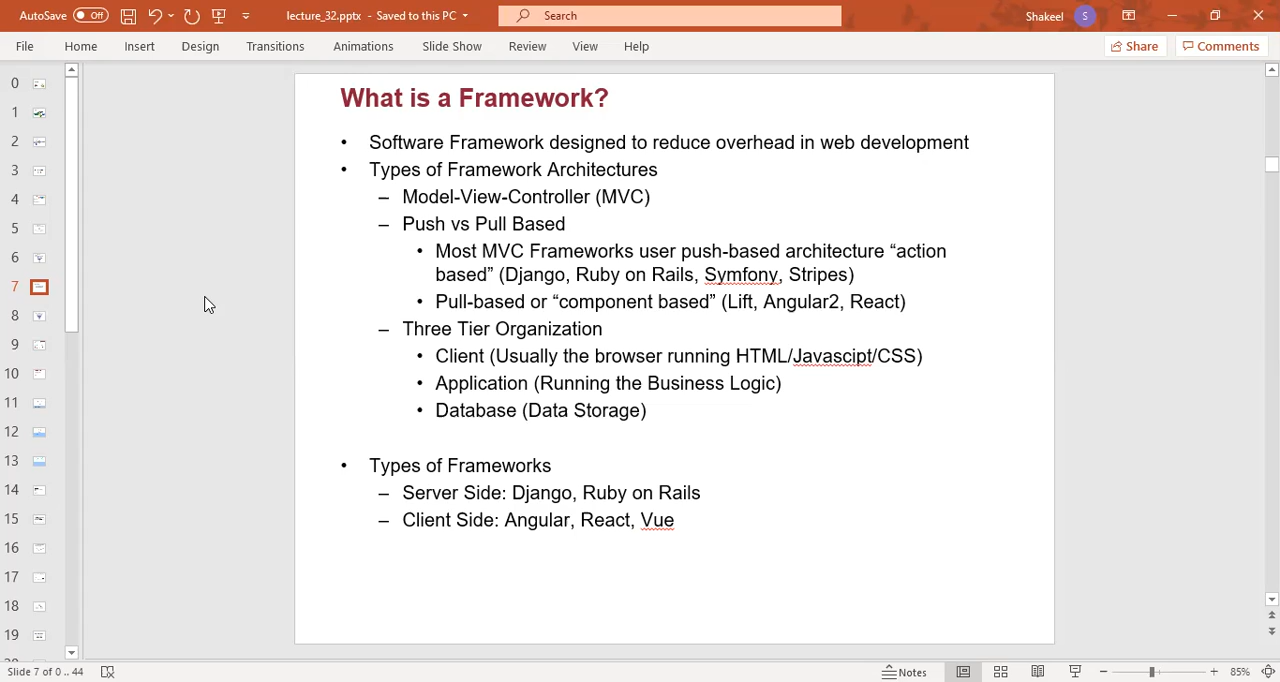 AutoSave Off lecture_32.pptx - Saved to this PC Search Shakeel S
File Home Insert Design Transitions Animations Slide Show Review View Help Share Comments
0
1
2
3
4
5
6
7
8
9
10
11
12
13
14
15
16
17
18
19
What is a Framework?
• Software Framework designed to reduce overhead in web development
• Types of Framework Architectures
– Model-View-Controller (MVC)
– Push vs Pull Based
• Most MVC Frameworks user push-based architecture “action
based” (Django, Ruby on Rails, Symfony, Stripes)
• Pull-based or “component based” (Lift, Angular2, React)
– Three Tier Organization
• Client (Usually the browser running HTML/Javascipt/CSS)
• Application (Running the Business Logic)
• Database (Data Storage)
• Types of Frameworks
– Server Side: Django, Ruby on Rails
– Client Side: Angular, React, Vue
Slide 7 of 0 .. 44 Notes 85%